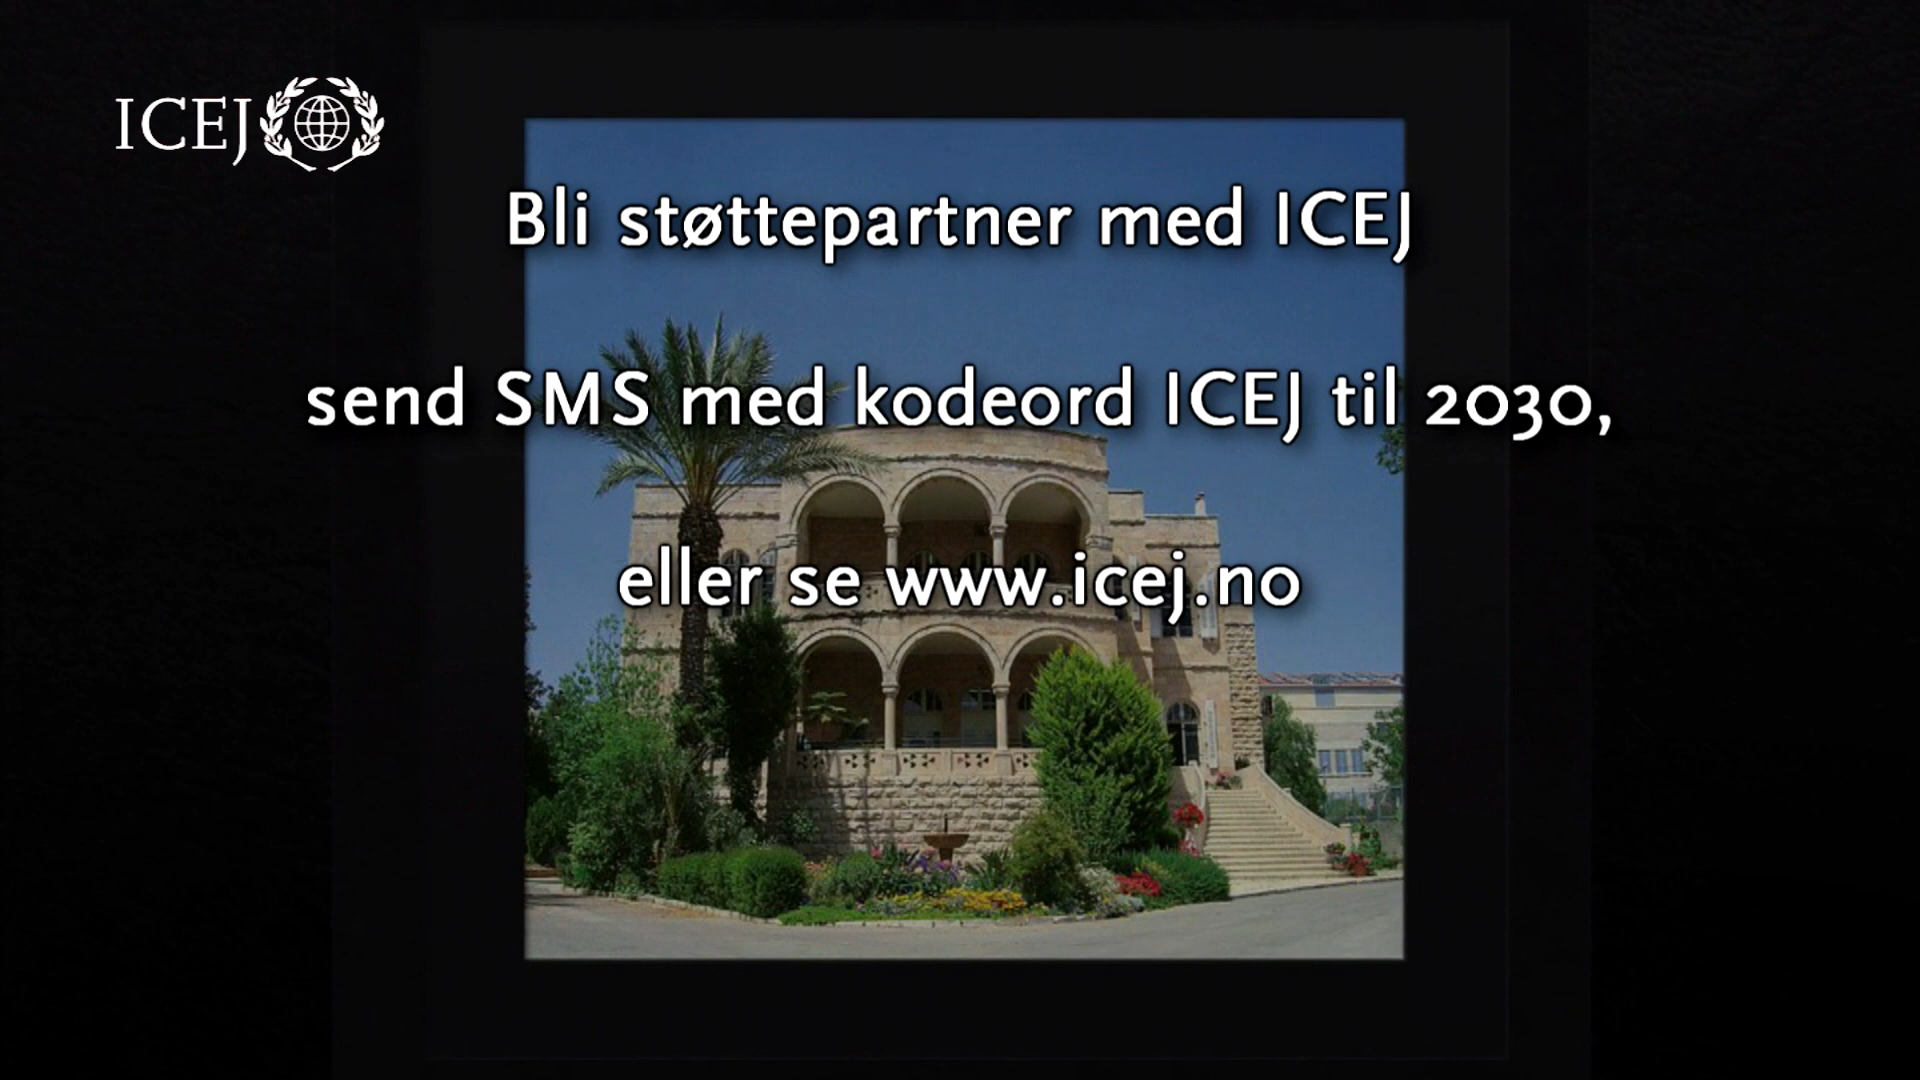 ICEJ
Bli støttepartner med ICEJ
send SMS med kodeord ICEJ til 2030,
eller se www.icej.no